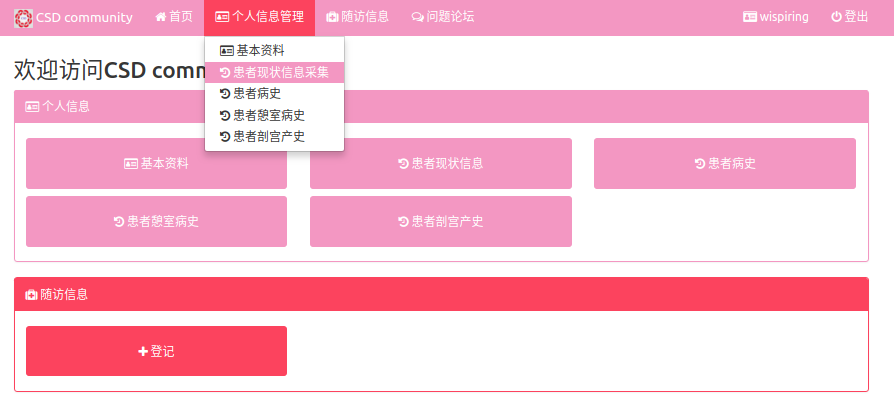 CSD community 首页 个人信息管理 随访信息 问题论坛 wispiring 登出
基本资料
患者现状信息采集
患者病史
患者憩室病史
患者剖宫产史
欢迎访问CSD comm
个人信息
基本资料 患者现状信息 患者病史
患者憩室病史 患者剖宫产史
随访信息
登记